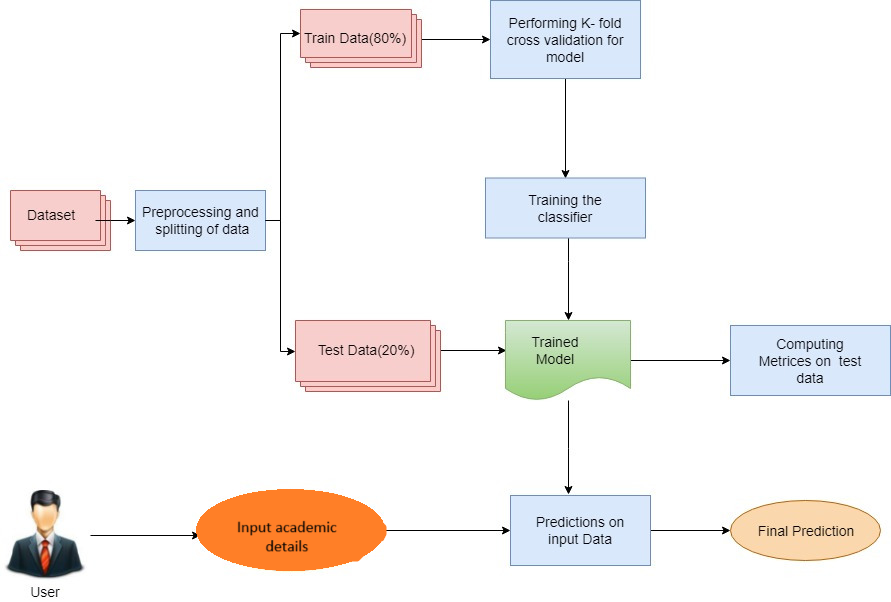 Train Data(80%)
Performing K- fold
cross validation for
model
Dataset
Preprocessing and
splitting of data
Training the
classifier
Test Data(20%)
Trained
Model
Computing
Metrices on test
data
Input academic
details
Predictions on
input Data
Final Prediction
User